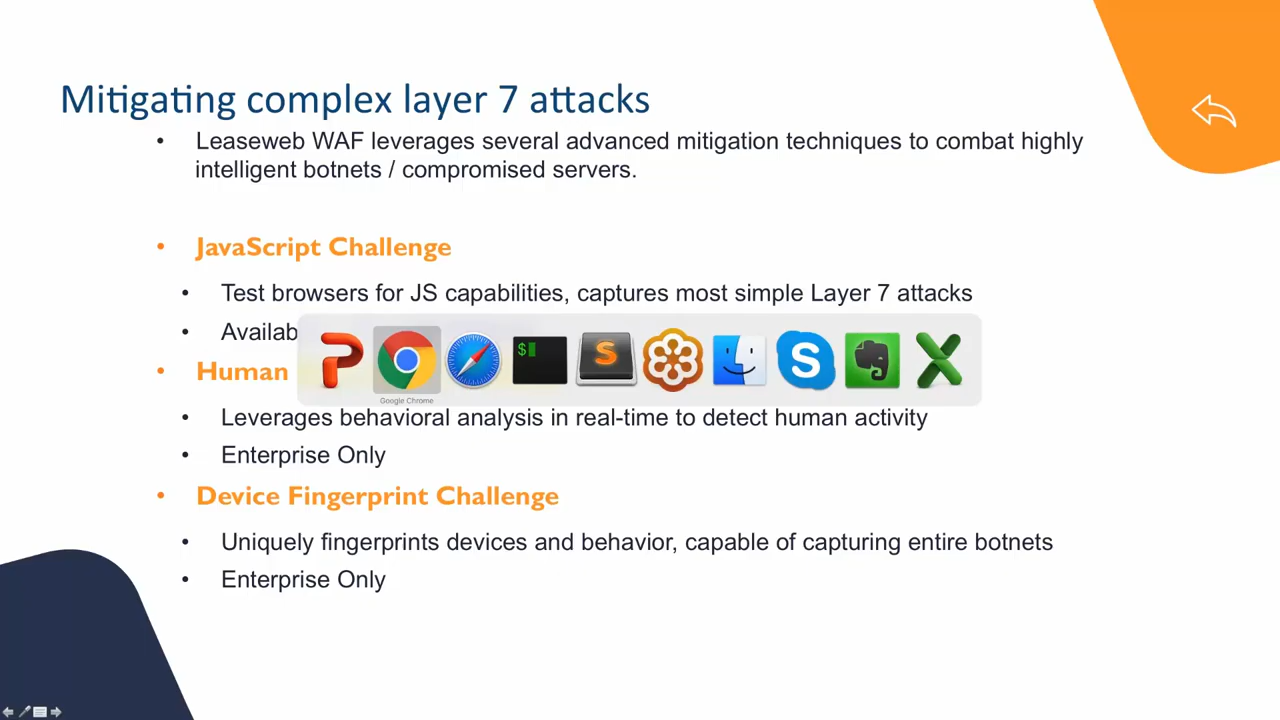 Mitigating complex layer 7 attacks
• Leaseweb WAF leverages several advanced mitigation techniques to combat highly
intelligent botnets / compromised servers.
• JavaScript Challenge
• Test browsers for JS capabilities, captures most simple Layer 7 attacks
•
$
S
S
Google Chrome
• Human
• Leverages behavioral analysis in real-time to detect human activity
• Enterprise Only
• Device Fingerprint Challenge
• Uniquely fingerprints devices and behavior, capable of capturing entire botnets
• Enterprise Only